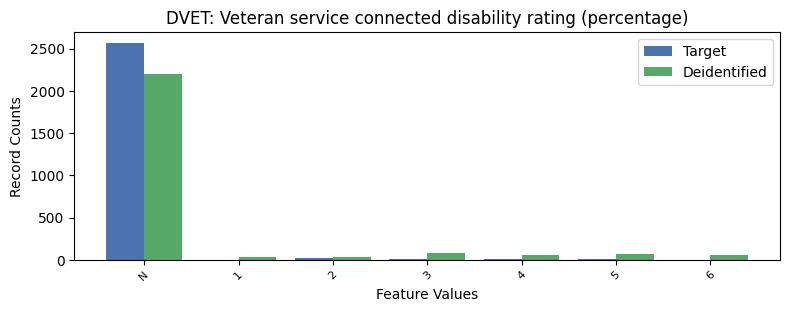 DVET: Veteran service connected disability rating (percentage)
Target
Deidentified
Record Counts
2500
2000
1500
1000
500
0
N 1 2 3 4 5 6
Feature Values